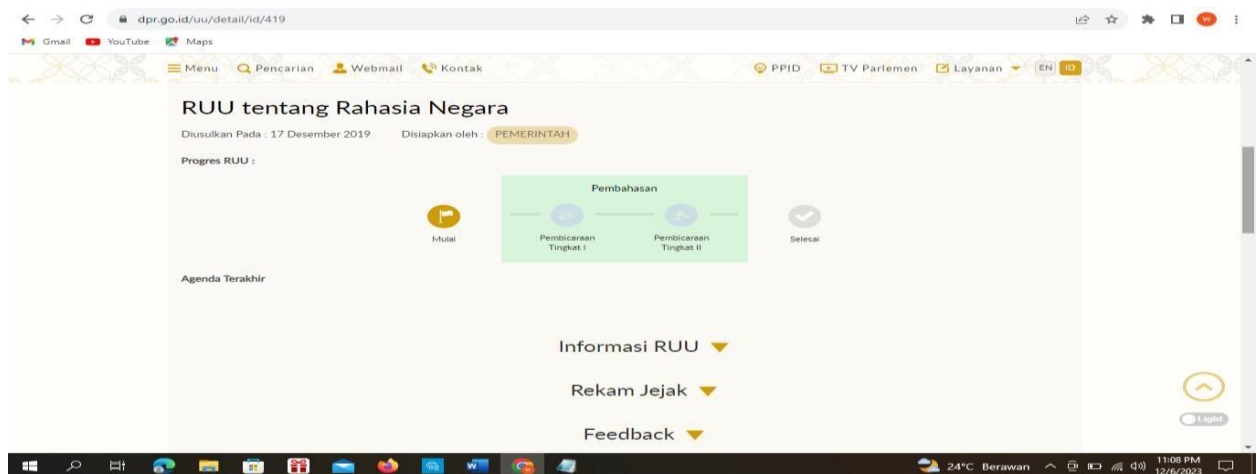 dpr.go.id/uu/detail/id/419
Gmail YouTube Maps
Menu Pencarian Webmail Kontak PPID TV Parlemen Layanan EN ID
RUU tentang Rahasia Negara
Diusulkan Pada : 17 Desember 2019 Disiapkan oleh : PEMERINTAH
Progres RUU :
Pembahasan
Mulai
Pembicaraan
Tingkat I
Pembicaraan
Tingkat II
Selesai
Agenda Terakhir
Informasi RUU
Rekam Jejak
Feedback
Light
24°C Berawan 11:08 PM
12/6/2023